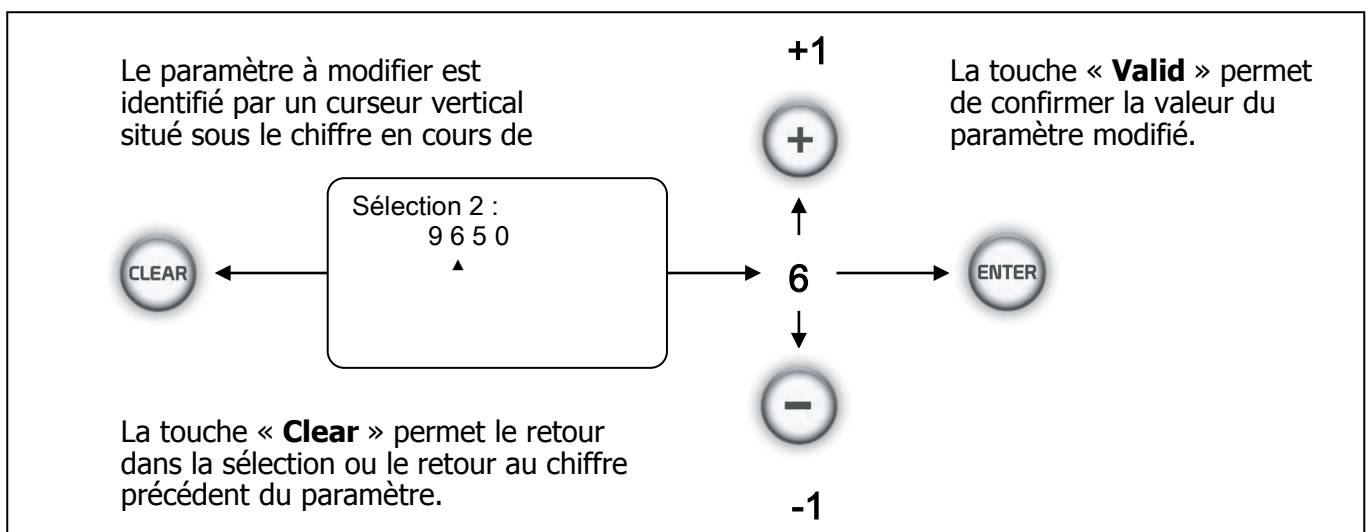 Le paramètre à modifier est
identifié par un curseur vertical
situé sous le chiffre en cours de
+1
+
La touche « Valid » permet
de confirmer la valeur du
paramètre modifié.
Sélection 2 :
9 6 5 0
CLEAR
6
ENTER
−
La touche « Clear » permet le retour
dans la sélection ou le retour au chiffre
précédent du paramètre.
-1